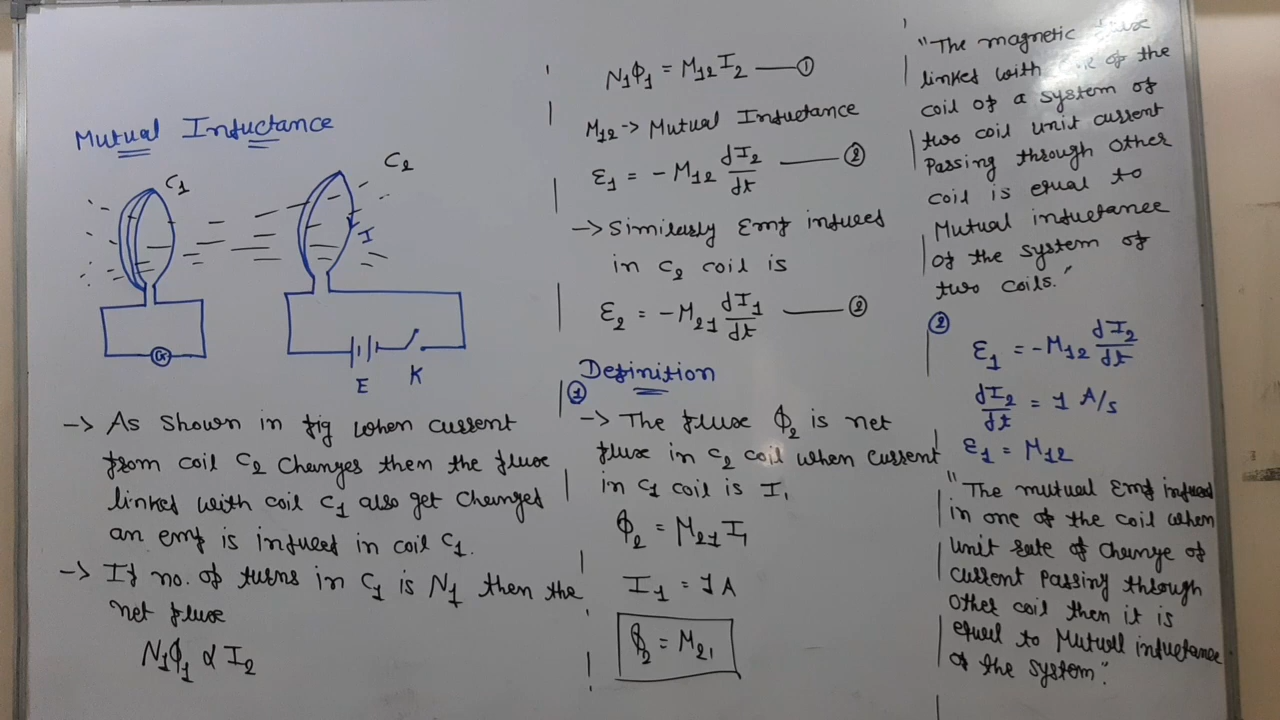 Mutual Inductance
C1
C2
I
G
E K
-> As shown in fig when current
from coil C2 changes then the flux
linked with coil C1 also get changed
an emf is induced in coil C1.
-> If no. of turns in C1 is N1 then the
net flux
N1Φ1 ∝ I2
N1Φ1 = M12 I2 —— ①
M12 -> Mutual Inductance
ε1 = - M12 dI2/dt —— ②
-> Similarly Emf induced
in C2 coil is
ε2 = - M21 dI1/dt —— ②
Definition
①
-> The flux Φ2 is net
flux in C2 coil when current
in C1 coil is I1
Φ2 = M21 I1
I1 = 1 A
Φ2 = M21
"The magnetic
linked with of the
coil of a system of
two coil unit current
Passing through other
coil is equal to
Mutual inductance
of the system of
two coils."
②
ε1 = - M12 dI2/dt
dI2/dt = 1 A/s
ε1 = M12
"The mutual Emf induced
in one of the coil when
unit rate of change of
current Passing through
other coil then it is
equal to Mutual inductance
of the system".